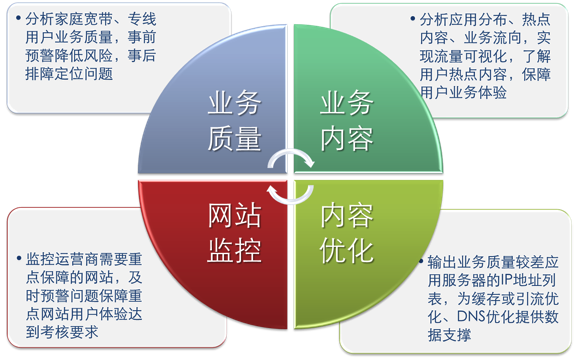 • 分析家庭宽带、专线
用户业务质量，事前
预警降低风险，事后
排障定位问题
• 分析应用分布、热点
内容、业务流向，实
现流量可视化，了解
用户热点内容，保障
用户业务体验
业务
质量
业务
内容
网站
监控
内容
优化
• 监控运营商需要重
点保障的网站，及
时预警问题保障重
点网站用户体验达
到考核要求
• 输出业务质量较差应
用服务器的IP地址列
表，为缓存或引流优
化、DNS优化提供数
据支撑